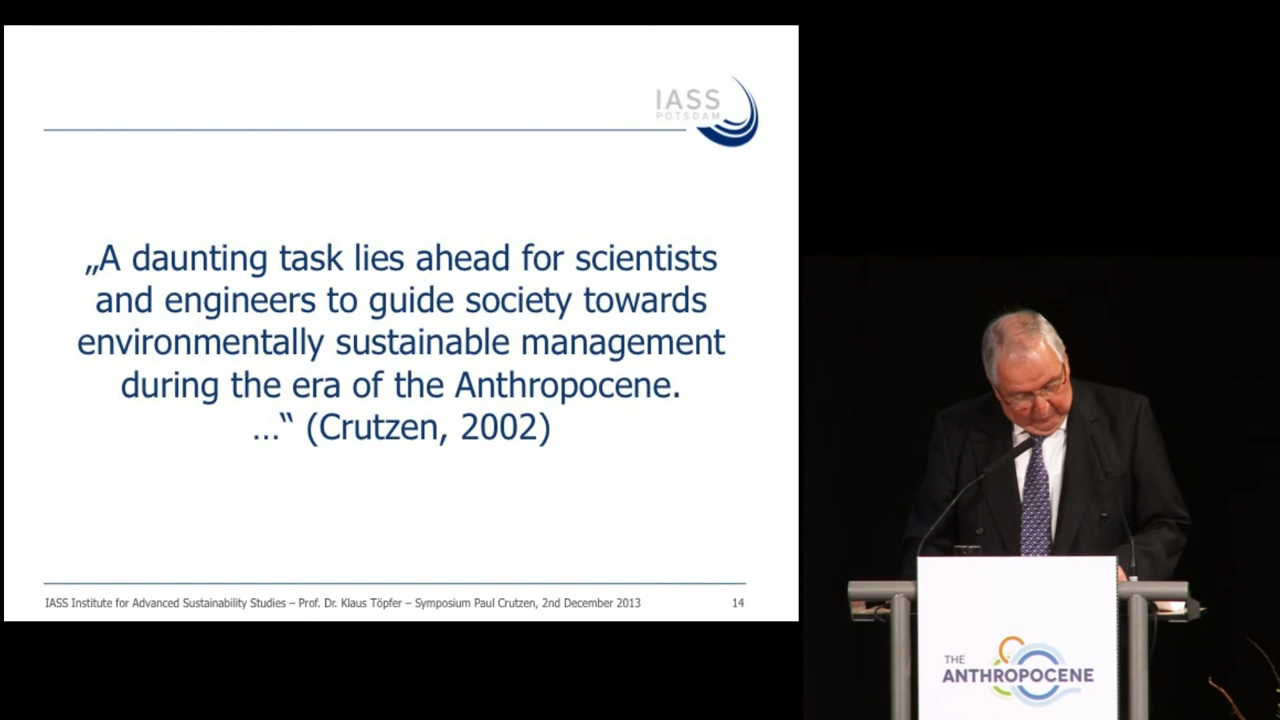 IASS
POTSDAM
„A daunting task lies ahead for scientists
and engineers to guide society towards
environmentally sustainable management
during the era of the Anthropocene.
...“ (Crutzen, 2002)
IASS Institute for Advanced Sustainability Studies – Prof. Dr. Klaus Töpfer – Symposium Paul Crutzen, 2nd December 2013 14
THE
ANTHROPOCENE